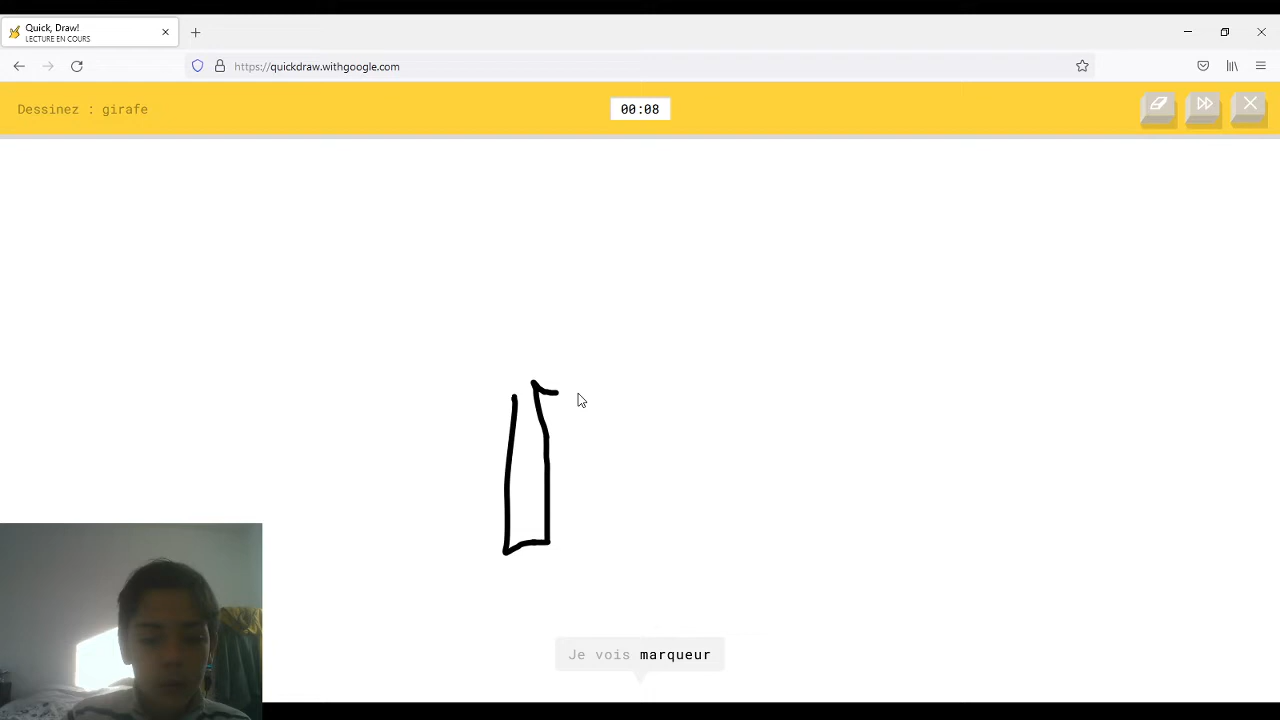 Quick, Draw!
LECTURE EN COURS
https://quickdraw.withgoogle.com
Dessinez : girafe
00:08
Je vois marqueur